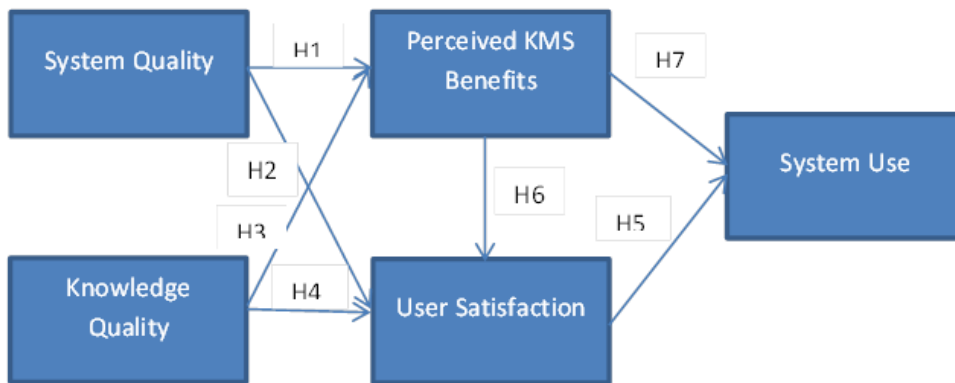 System Quality
H1
Perceived KMS
Benefits
H7
System Use
H2
H6
H3
H5
Knowledge
Quality
H4
User Satisfaction